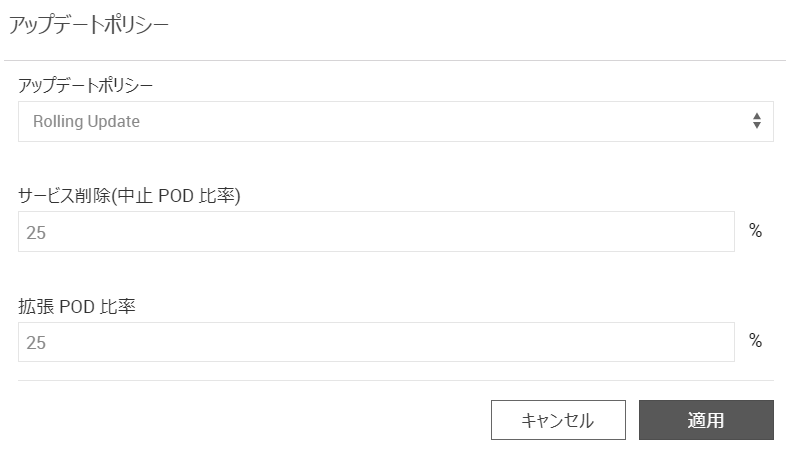 アップデートポリシー
アップデートポリシー
Rolling Update
サービス削除(中止 POD 比率)
25
%
拡張 POD 比率
25
%
キャンセル
適用